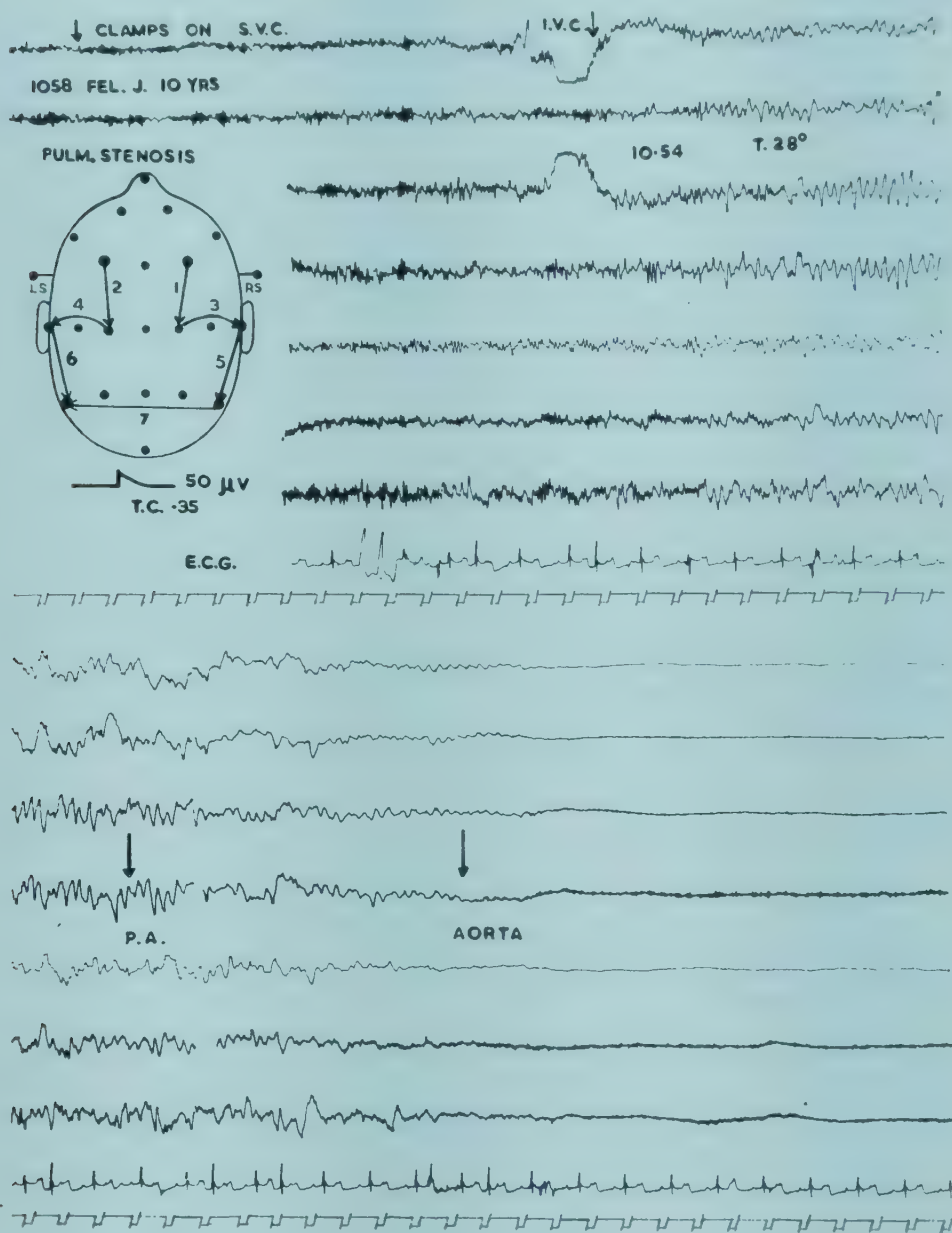 CLAMPS ON S.V.C. I.V.C.
1058 FEL. J. 10 YRS
PULM. STENOSIS
10·54 T. 28°
L.S RS
2 1
4 3
6 5
7
50 μV
T.C. ·35
E.C.G.
P.A. AORTA